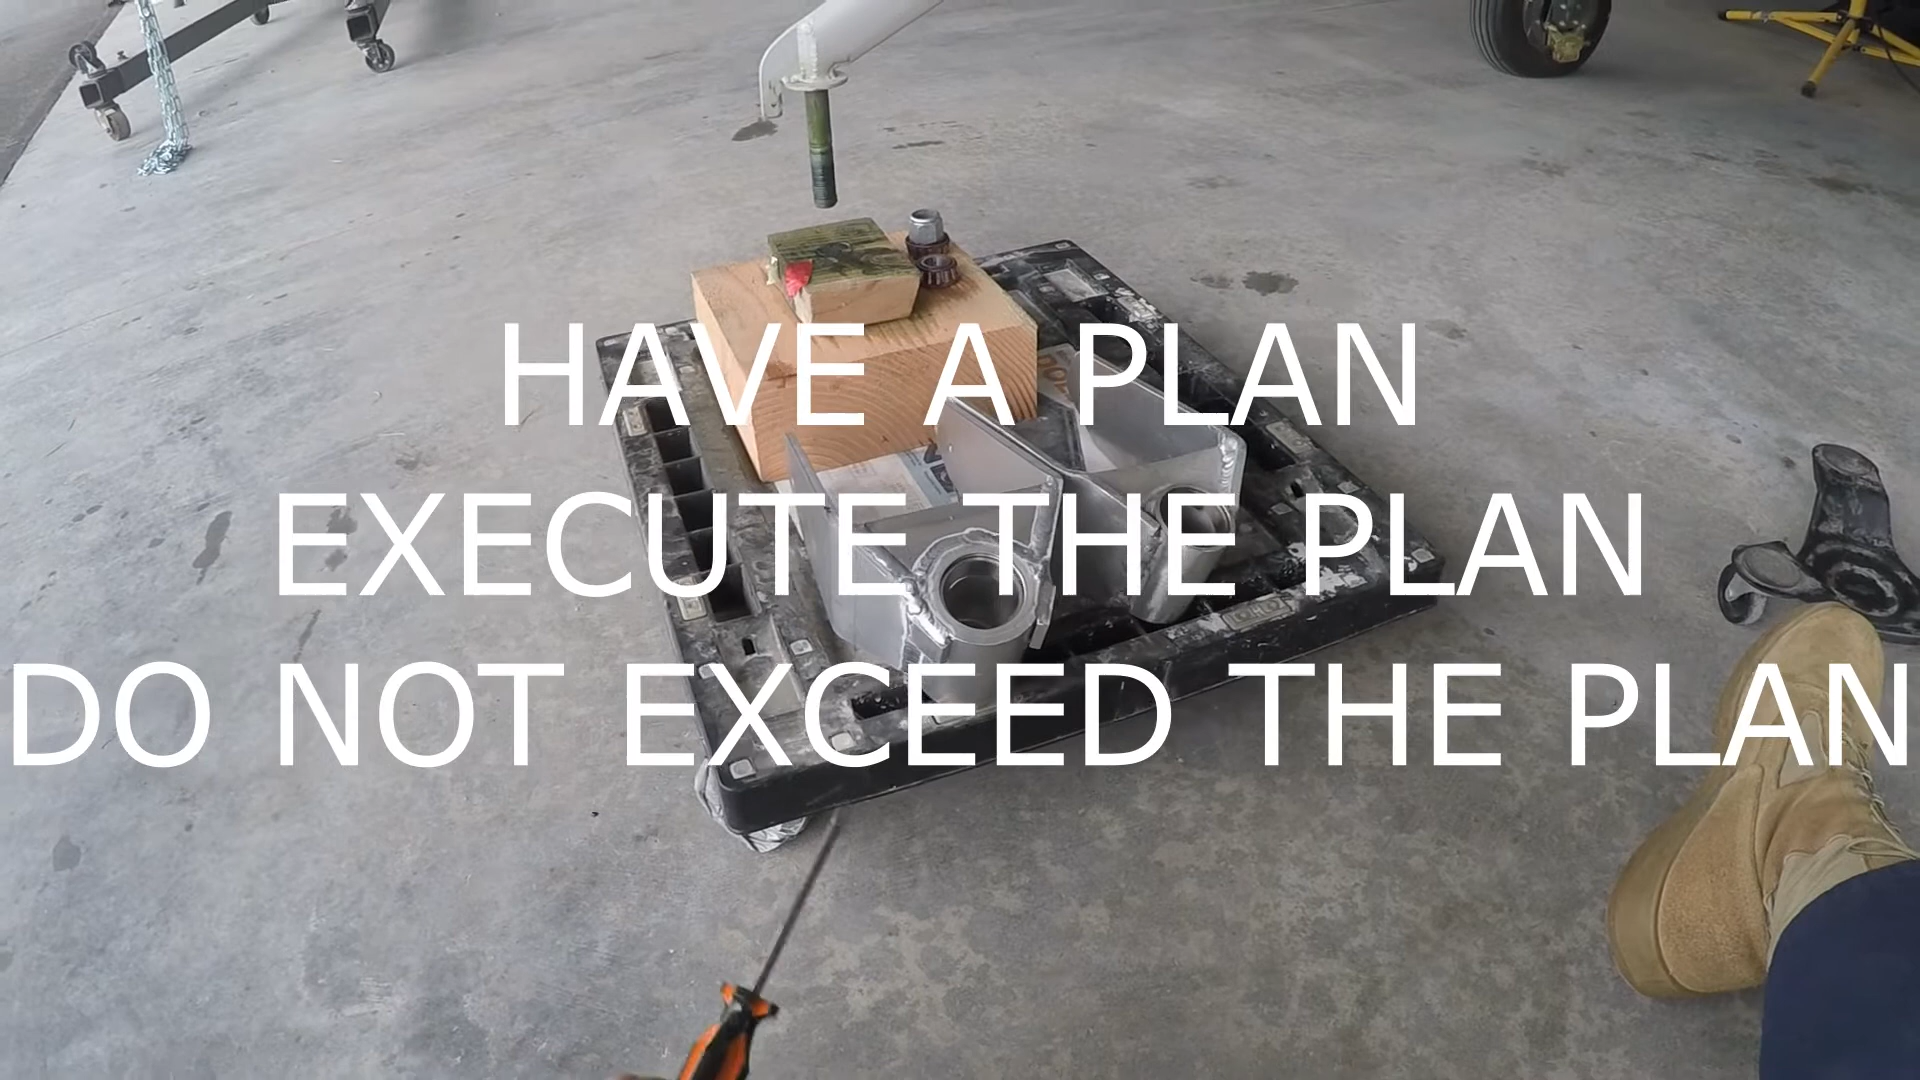 HAVE A PLAN
EXECUTE THE PLAN
DO NOT EXCEED THE PLAN